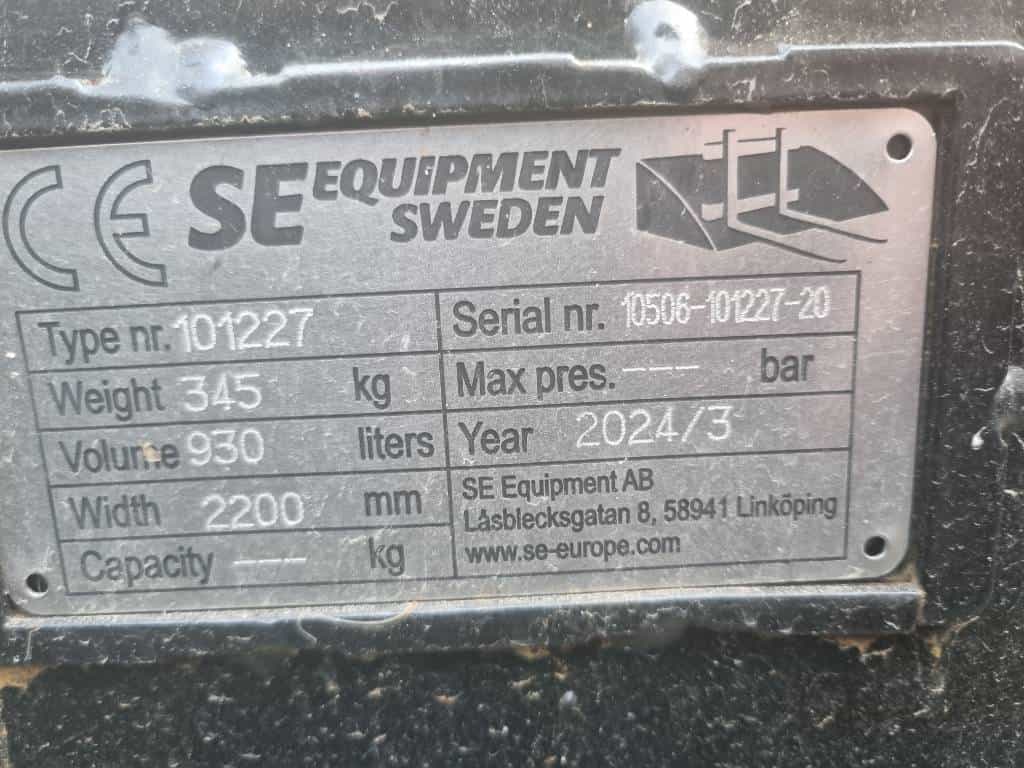 CE SE EQUIPMENT
SWEDEN
Type nr. 101227
Serial nr. 10506-101227-20
Weight 345 kg
Max pres. --- bar
Volume 930 liters
Year 2024/3
Width 2200 mm
Capacity --- kg
SE Equipment AB
Låsblecksgatan 8, 58941 Linköping
www.se-europe.com